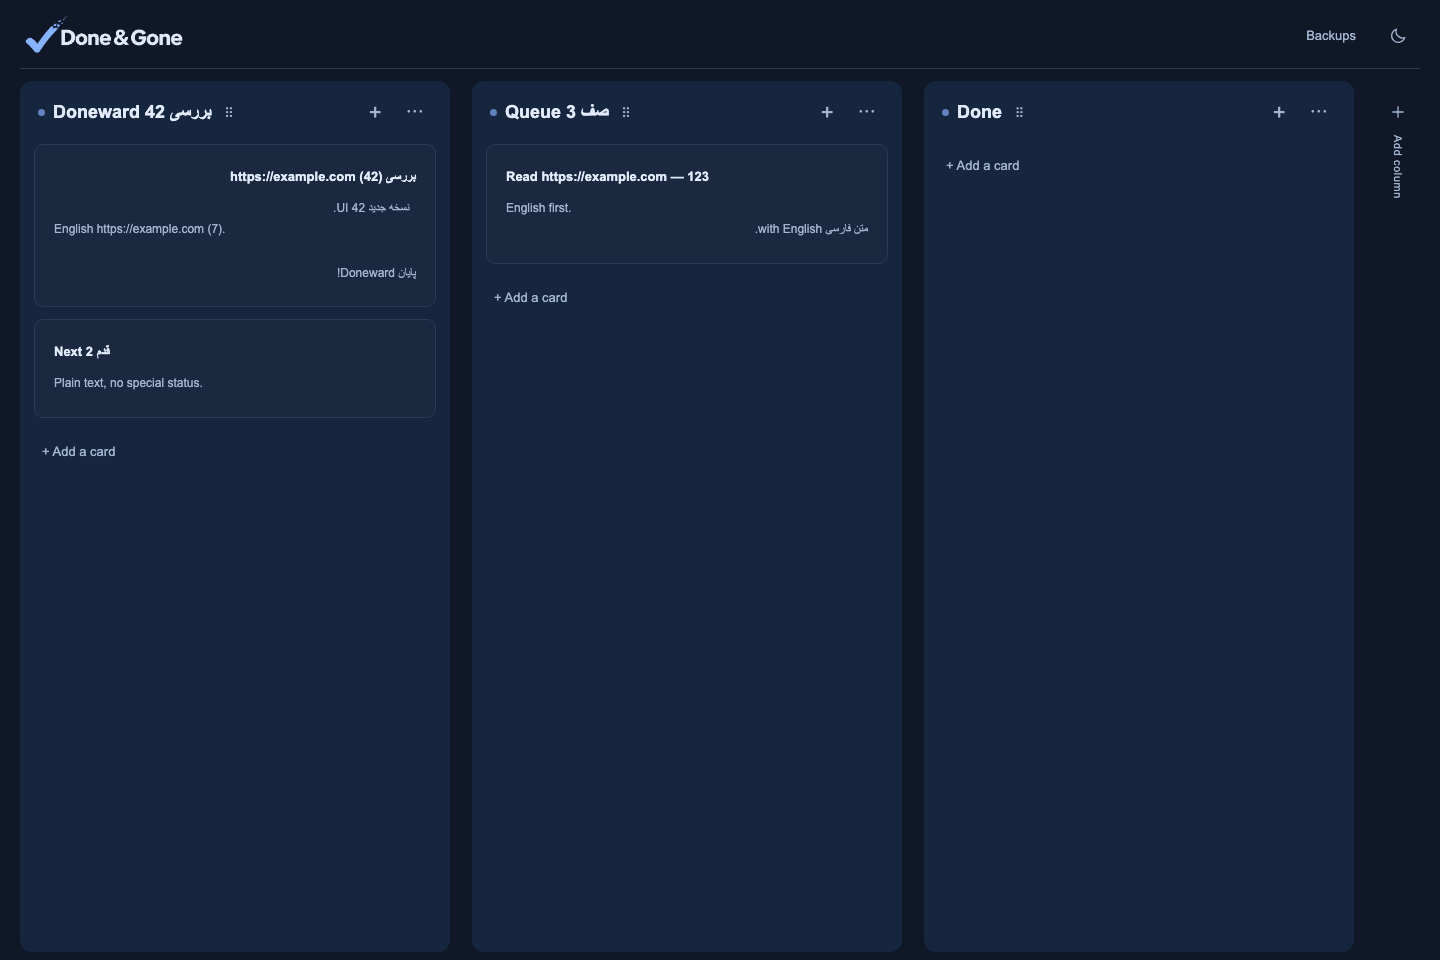 Done & Gone
Backups
Doneward 42 بررسی
بررسی (42) https://example.com
نسخه جدید UI 42.
English https://example.com (7).
پایان Doneward!
Next 2 قدم
Plain text, no special status.
+ Add a card
Queue 3 صف
Read https://example.com — 123
English first.
متن فارسی with English.
+ Add a card
Done
+ Add a card
Add column